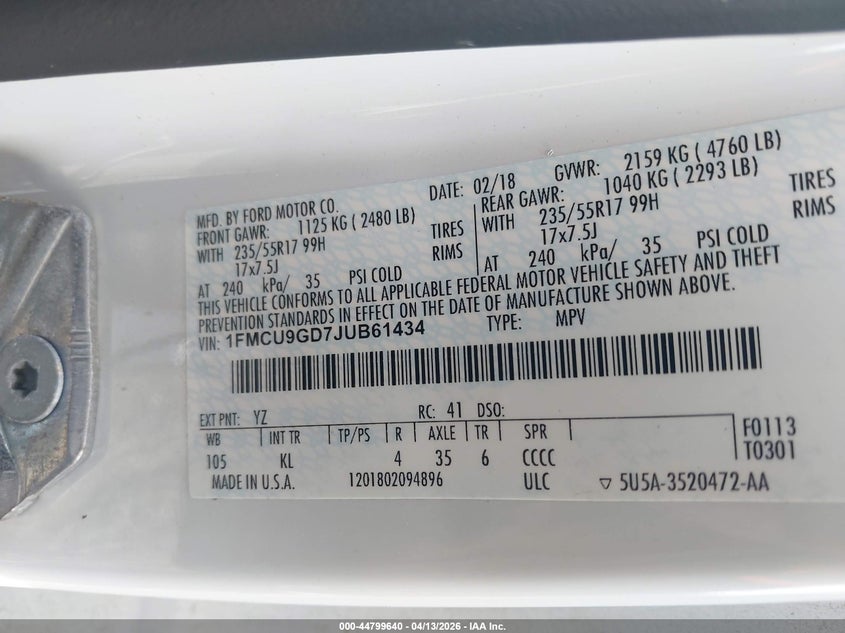 MFD. BY FORD MOTOR CO. DATE: 02/18 GVWR: 2159 KG ( 4760 LB)
FRONT GAWR: 1125 KG ( 2480 LB) REAR GAWR: 1040 KG ( 2293 LB)
WITH 235/55R17 99H TIRES WITH 235/55R17 99H TIRES
17x7.5J RIMS 17x7.5J RIMS
AT 240 kPa/ 35 PSI COLD AT 240 kPa/ 35 PSI COLD
THIS VEHICLE CONFORMS TO ALL APPLICABLE FEDERAL MOTOR VEHICLE SAFETY AND THEFT
PREVENTION STANDARDS IN EFFECT ON THE DATE OF MANUFACTURE SHOWN ABOVE.
VIN: 1FMCU9GD7JUB61434 TYPE: MPV
EXT PNT: YZ RC: 41 DSO:
WB INT TR TP/PS R AXLE TR SPR F0113
105 KL 4 35 6 CCCC T0301
MADE IN U.S.A. 1201802094896 ULC ▽ 5U5A-3520472-AA
000-44799640 | 04/13/2026 - IAA Inc.